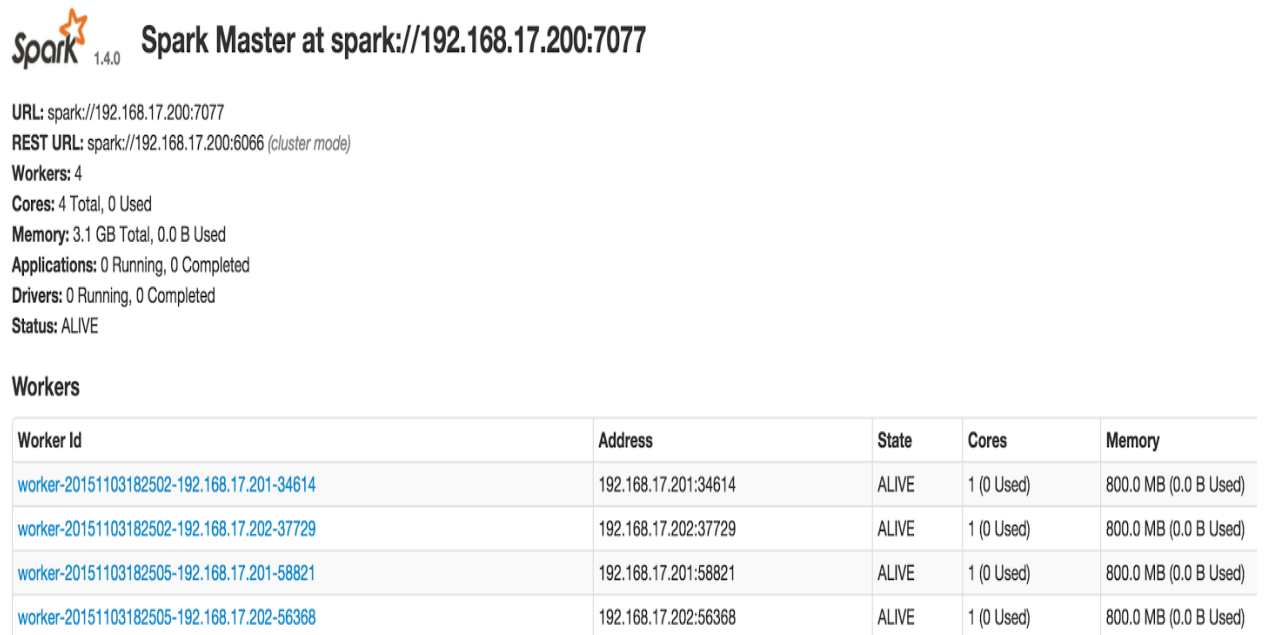 Spark 1.4.0 Spark Master at spark://192.168.17.200:7077
URL: spark://192.168.17.200:7077
REST URL: spark://192.168.17.200:6066 (cluster mode)
Workers: 4
Cores: 4 Total, 0 Used
Memory: 3.1 GB Total, 0.0 B Used
Applications: 0 Running, 0 Completed
Drivers: 0 Running, 0 Completed
Status: ALIVE
Workers
Worker Id Address State Cores Memory
worker-20151103182502-192.168.17.201-34614 192.168.17.201:34614 ALIVE 1 (0 Used) 800.0 MB (0.0 B Used)
worker-20151103182502-192.168.17.202-37729 192.168.17.202:37729 ALIVE 1 (0 Used) 800.0 MB (0.0 B Used)
worker-20151103182505-192.168.17.201-58821 192.168.17.201:58821 ALIVE 1 (0 Used) 800.0 MB (0.0 B Used)
worker-20151103182505-192.168.17.202-56368 192.168.17.202:56368 ALIVE 1 (0 Used) 800.0 MB (0.0 B Used)